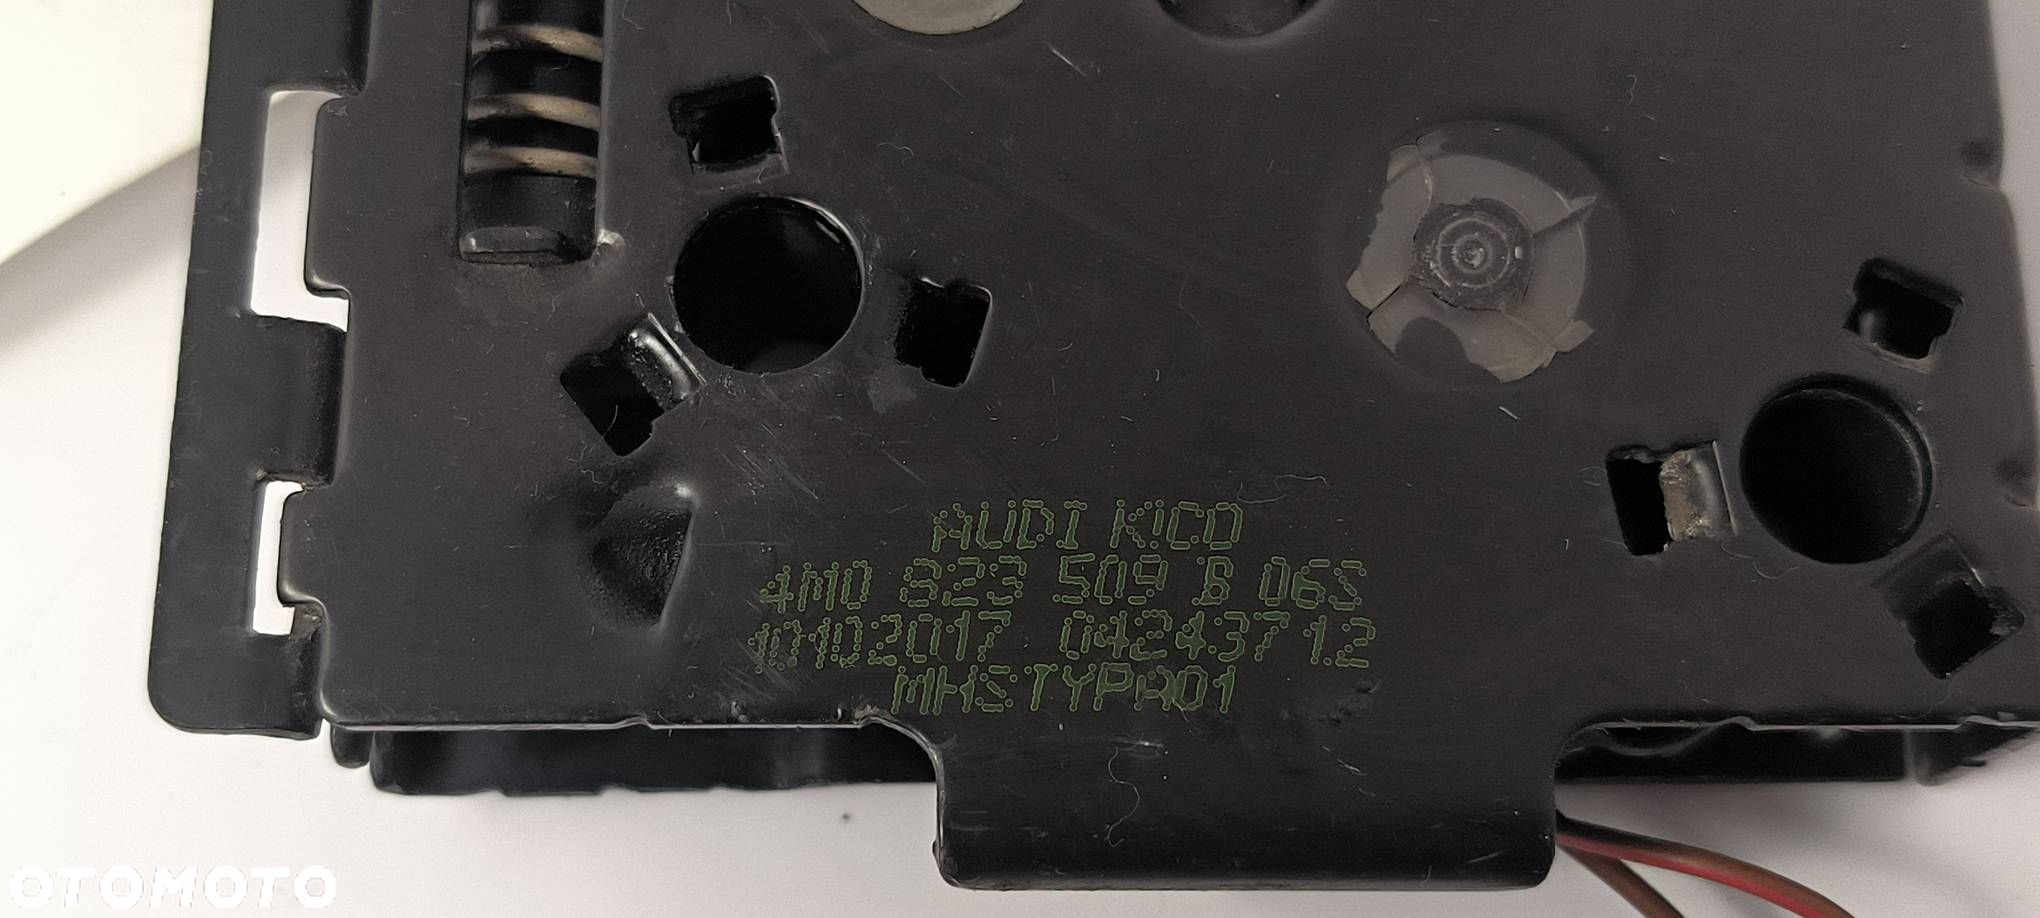 AUDI KICO
4M0 823 509 B 06S
10102017 04243712
MHSTYPA01
OTOMOTO